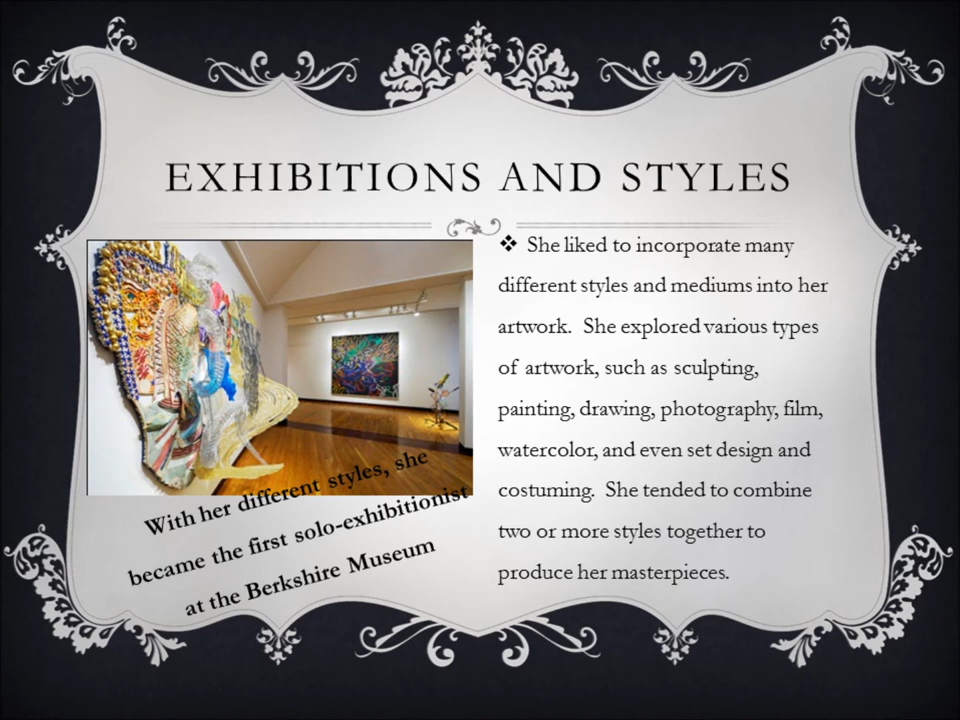 EXHIBITIONS AND STYLES
❖ She liked to incorporate many
different styles and mediums into her
artwork. She explored various types
of artwork, such as sculpting,
painting, drawing, photography, film,
watercolor, and even set design and
costuming. She tended to combine
two or more styles together to
produce her masterpieces.
With her different styles, she
became the first solo-exhibitionist
at the Berkshire Museum